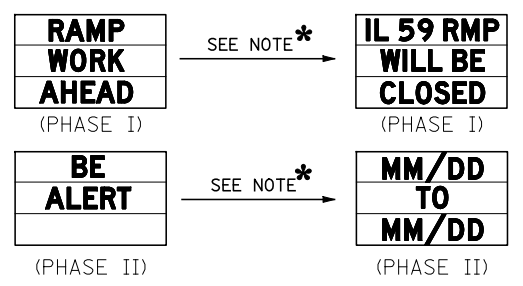 RAMP
WORK
AHEAD
(PHASE I)
SEE NOTE*
IL 59 RMP
WILL BE
CLOSED
(PHASE I)
BE
ALERT
(PHASE II)
SEE NOTE*
MM/DD
TO
MM/DD
(PHASE II)